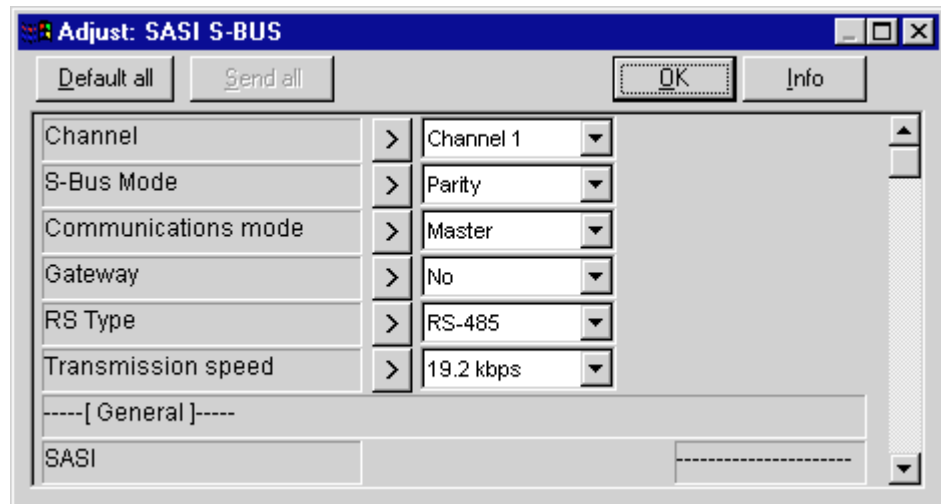 Adjust: SASI S-BUS
Default all Send all OK Info
Channel > Channel 1
S-Bus Mode > Parity
Communications mode > Master
Gateway > No
RS Type > RS-485
Transmission speed > 19.2 kbps
-----[ General ]-----
SASI ----------------------